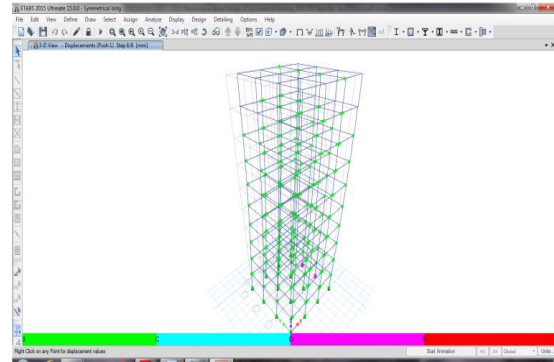 ETABS 2015 Ultimate 15.0.0 - Symmetrical bldg
File Edit View Define Draw Select Assign Analyze Display Design Detailing Options Help
3-D View - Displacements (Push 1) Step 6/6 [mm]
C
D
Right Click on any Point for displacement values
Start Animation << >> Global Units...